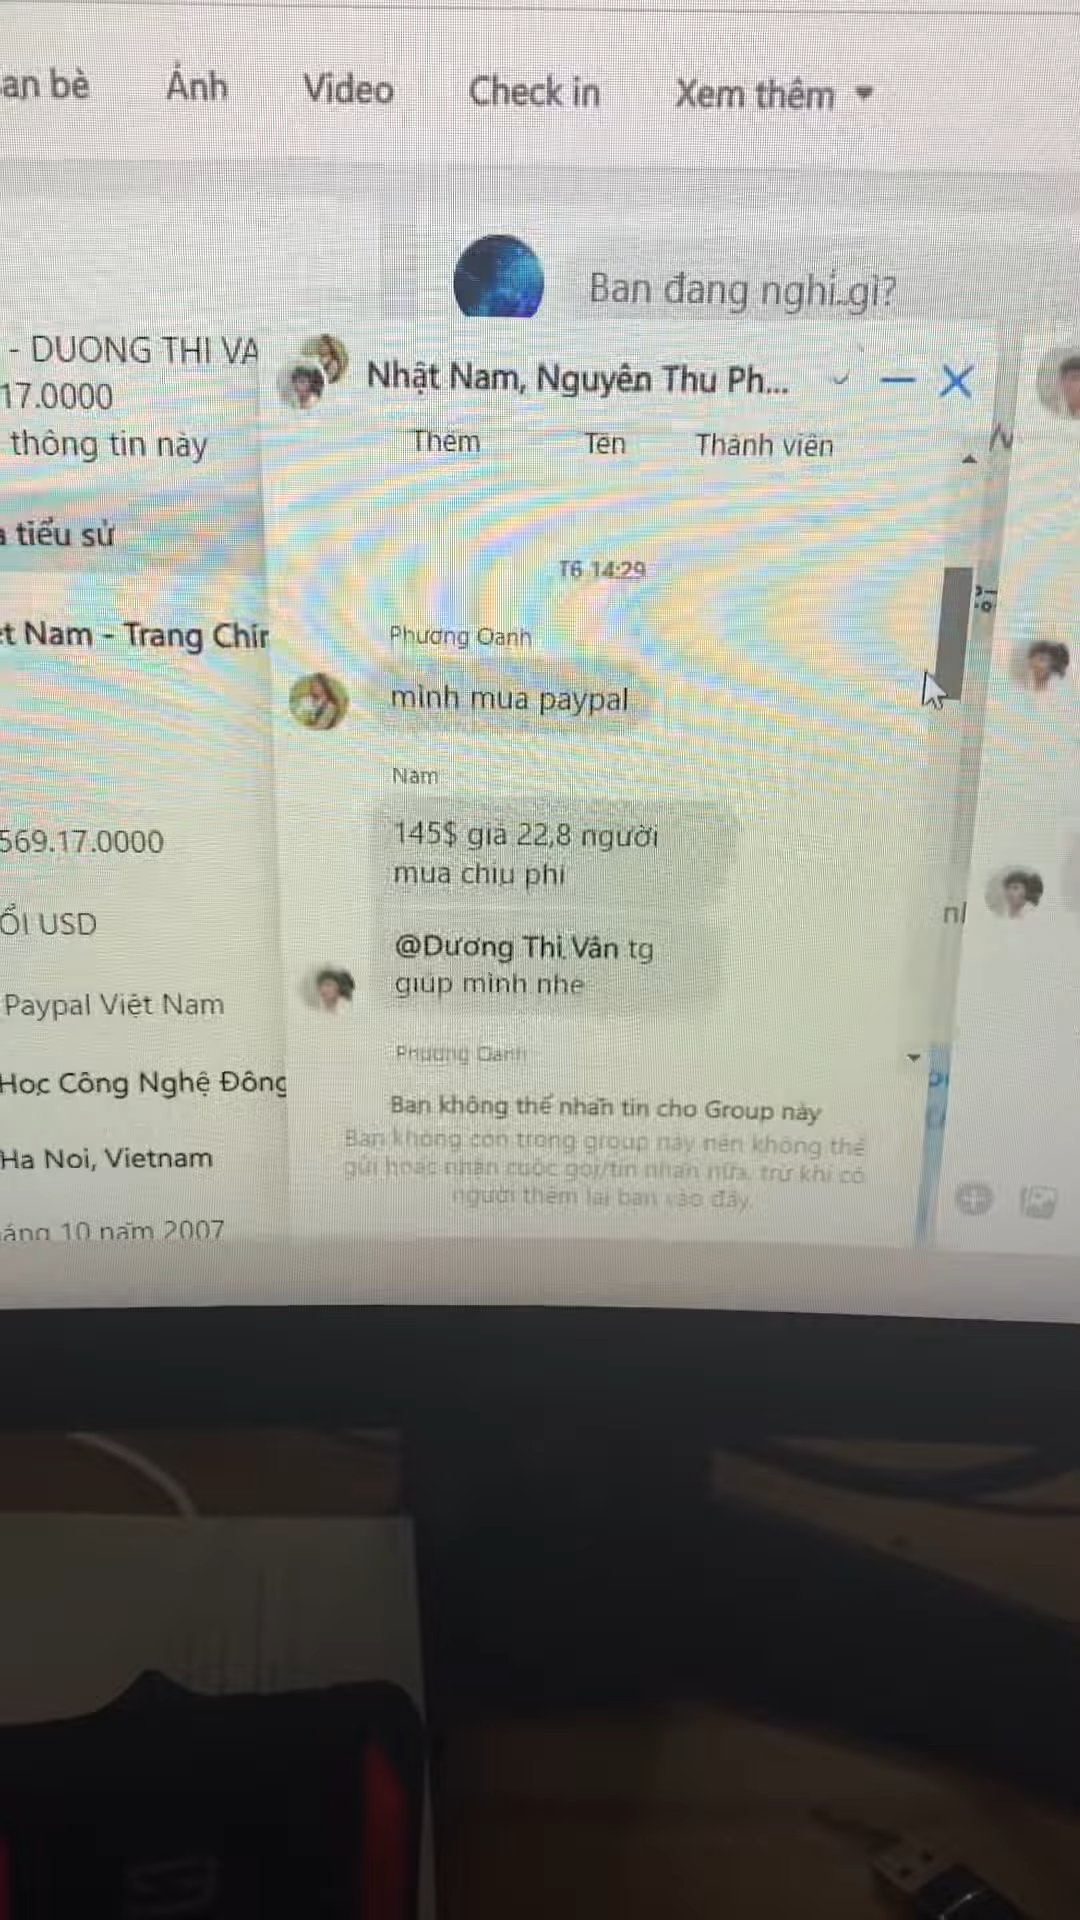 an bè Ảnh Video Check in Xem thêm
Bạn đang nghĩ gì?
- DUONG THI VA
17.0000
thông tin này
tiểu sử
t Nam - Trang Chín
569.17.0000
ỔI USD
Paypal Việt Nam
Học Công Nghệ Đông
Ha Noi, Vietnam
áng 10 năm 2007
Nhật Nam, Nguyễn Thu Ph...
Thêm Tên Thành viên
T6 14:29
Phương Oanh
mình mua paypal
Nam
145$ giá 22,8 người
mua chịu phí
@Dương Thị Vân tg
giúp mình nhé
Phương Oanh
Bạn không thể nhắn tin cho Group này
Bạn không còn trong group này nên không thể
gửi hoặc nhận cuộc gọi/tin nhắn nữa, trừ khi có
người thêm lại bạn vào đây.